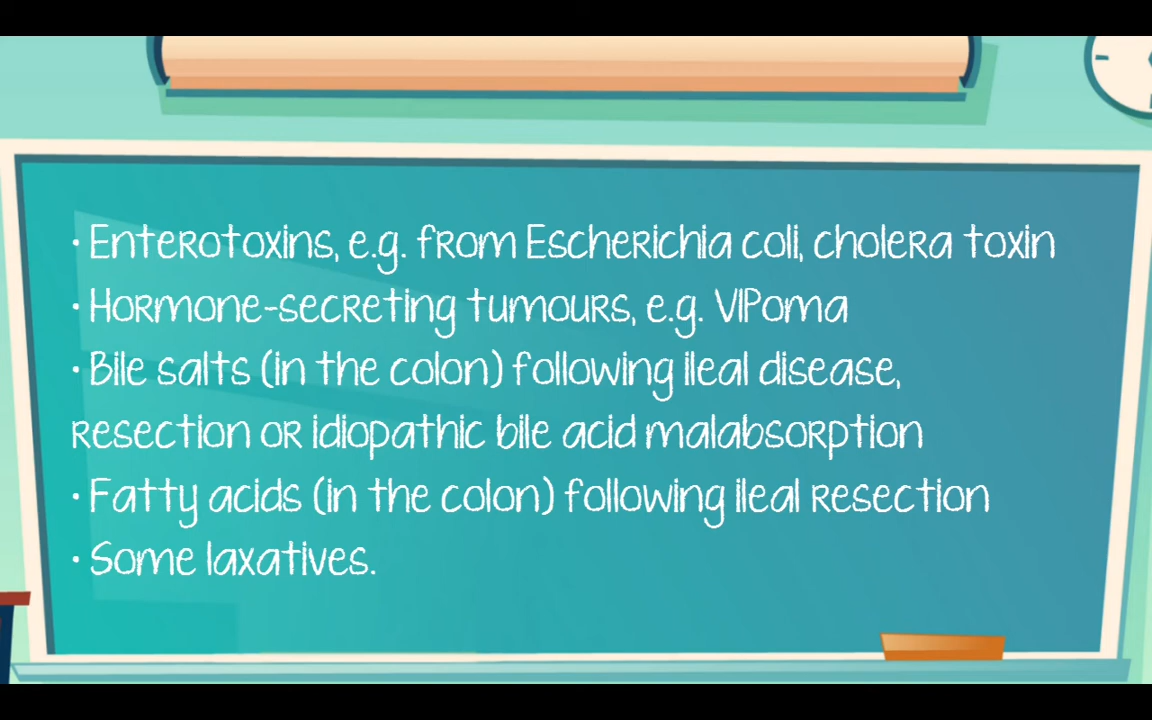 • Enterotoxins, e.g. from Escherichia coli, cholera toxin
• Hormone-secreting tumours, e.g. VIPoma
• Bile salts (in the colon) following ileal disease,
resection or idiopathic bile acid malabsorption
• Fatty acids (in the colon) following ileal resection
• Some laxatives.